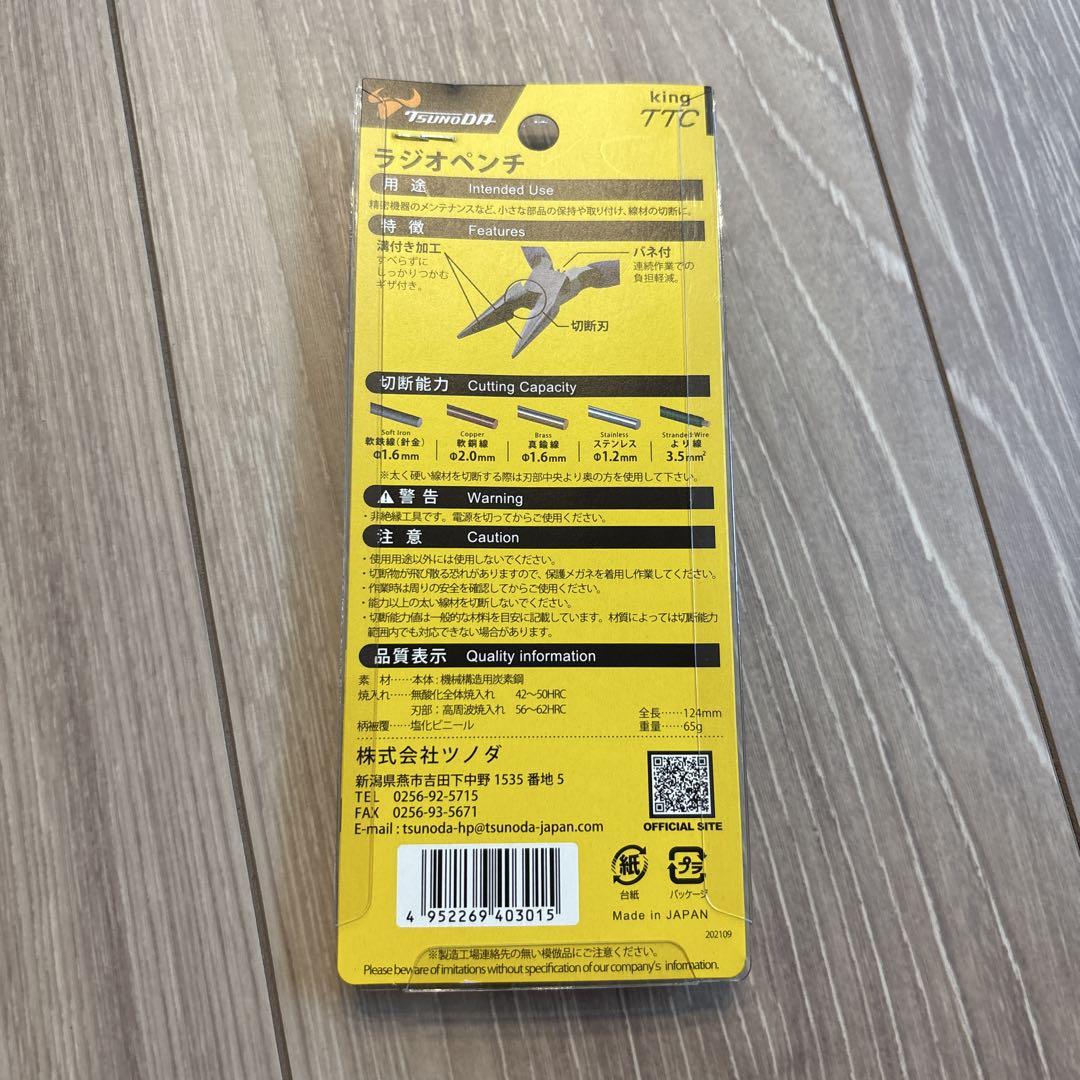 TSUNODA
king
TTC
ラジオペンチ
用途 Intended Use
精密機器のメンテナンスなど、小さな部品の保持や取り付け、線材の切断に。
特徴 Features
溝付き加工
すべらずに
しっかりつかむ
ギザ付き。
バネ付
連続作業での
負担軽減。
切断刃
切断能力 Cutting Capacity
Soft Iron
軟鉄線(針金)
Φ1.6mm
Copper
軟銅線
Φ2.0mm
Brass
真鍮線
Φ1.6mm
Stainless
ステンレス
Φ1.2mm
Stranded Wire
より線
3.5mm²
※太く硬い線材を切断する際は刃部中央より奥の方を使用して下さい。
警告 Warning
・非絶縁工具です。電源を切ってからご使用ください。
注意 Caution
・使用用途以外には使用しないでください。
・切断物が飛び散る恐れがありますので、保護メガネを着用し作業してください。
・作業時は周りの安全を確認してからご使用ください。
・能力以上の太い線材を切断しないでください。
・切断能力値は一般的な材料を目安に記載しています。材質によっては切断能力
範囲内でも対応できない場合があります。
品質表示 Quality information
素材……本体:機械構造用炭素鋼
焼入れ……無酸化全体焼入れ 42〜50HRC
刃部:高周波焼入れ 56〜62HRC
柄被覆……塩化ビニール
全長……124mm
重量……65g
株式会社ツノダ
新潟県燕市吉田下中野1535番地5
TEL 0256-92-5715
FAX 0256-93-5671
E-mail : tsunoda-hp@tsunoda-japan.com
OFFICIAL SITE
4 952269 403015
紙
台紙
プラ
パッケージ
Made in JAPAN
202109
※製造工場連絡先の無い模倣品にご注意ください。
Please beware of imitations without specification of our company's information.